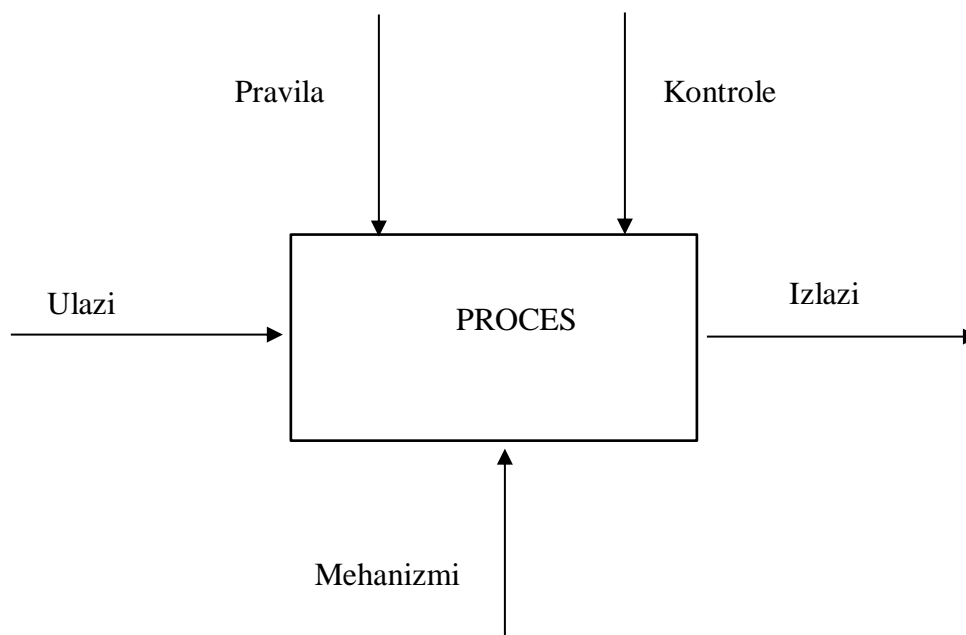 Pravila
Kontrole
Ulazi
Izlazi
PROCES
Mehanizmi